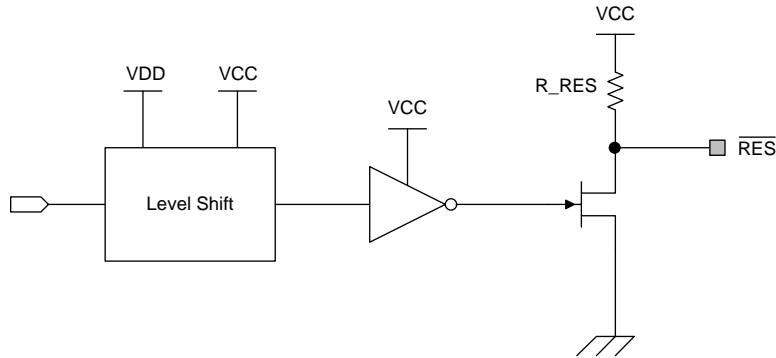 VCC
VDD
VCC
R_RES
VCC
RES
Level Shift